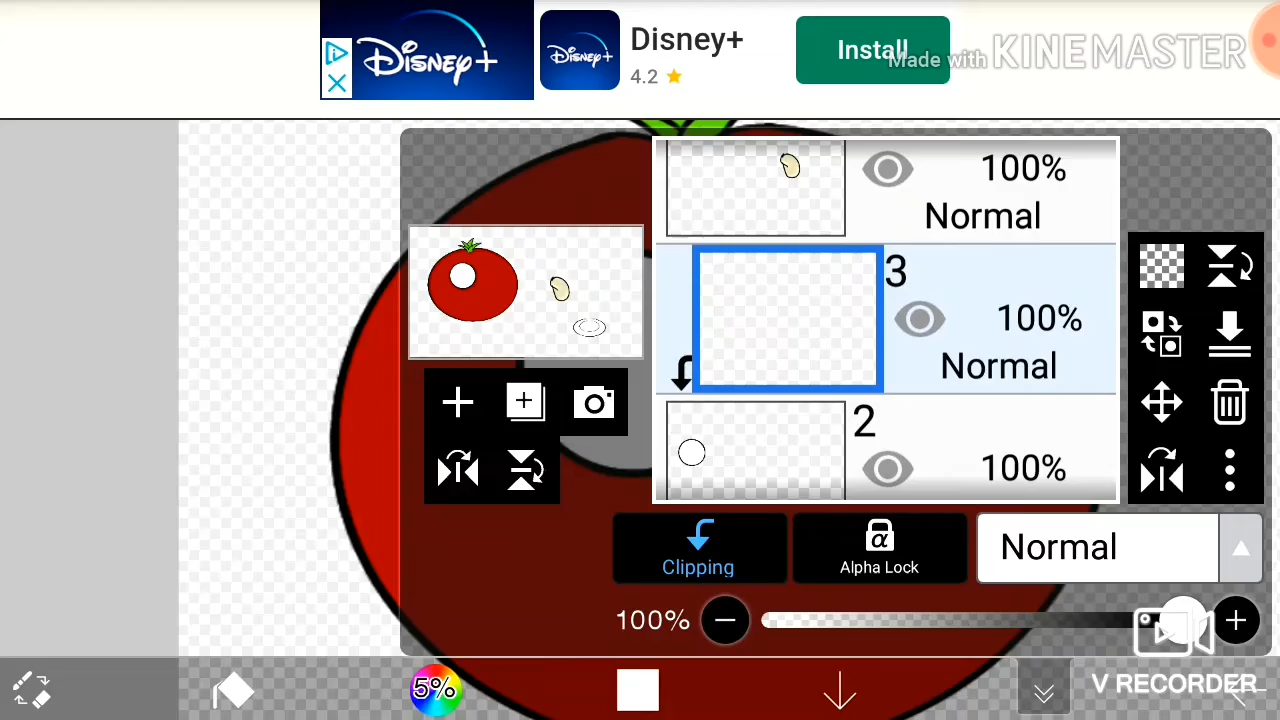 Disney+
Disney+
Disney+
4.2
Install
Made with KINEMASTER
100%
Normal
3
100%
Normal
2
100%
Clipping
α
Alpha Lock
Normal
100%
5%
V RECORDER